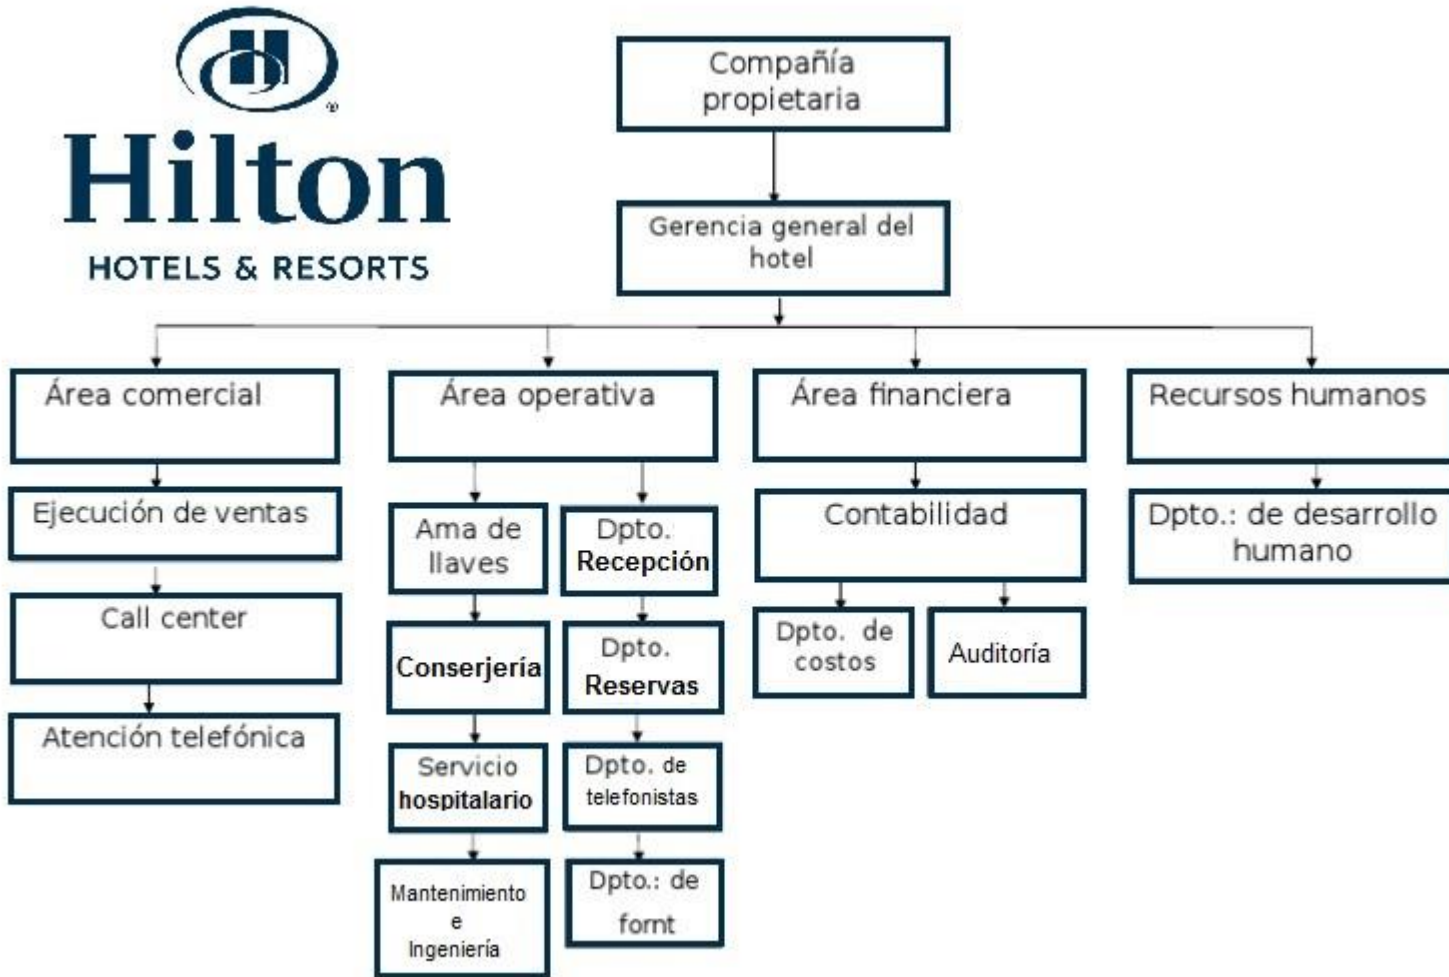 Hilton
HOTELS & RESORTS
®
Compañía
propietaria
Gerencia general del
hotel
Área comercial
Ejecución de ventas
Call center
Atención telefónica
Área operativa
Ama de
llaves
Conserjería
Servicio
hospitalario
Mantenimiento
e
Ingeniería
Dpto.
Recepción
Dpto.
Reservas
Dpto. de
telefonistas
Dpto.: de
fornt
Área financiera
Contabilidad
Dpto. de
costos
Auditoría
Recursos humanos
Dpto.: de desarrollo
humano